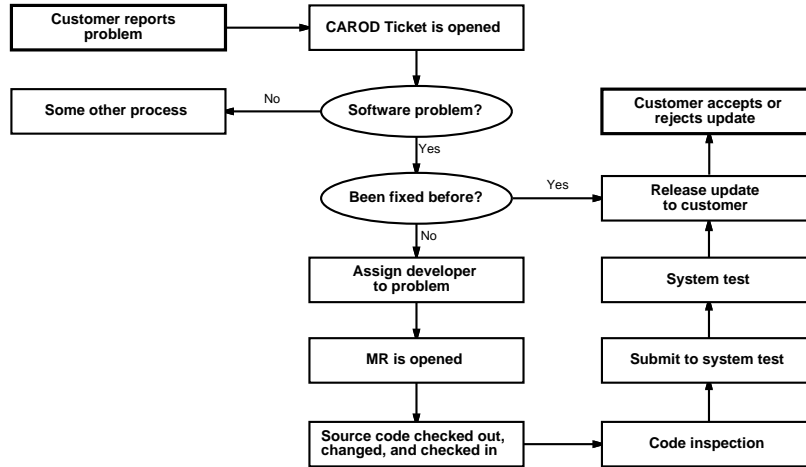 Customer reports
problem
CAROD Ticket is opened
Some other process
No
Software problem?
Customer accepts or
rejects update
Yes
Been fixed before?
Yes
Release update
to customer
No
Assign developer
to problem
System test
MR is opened
Submit to system test
Source code checked out,
changed, and checked in
Code inspection